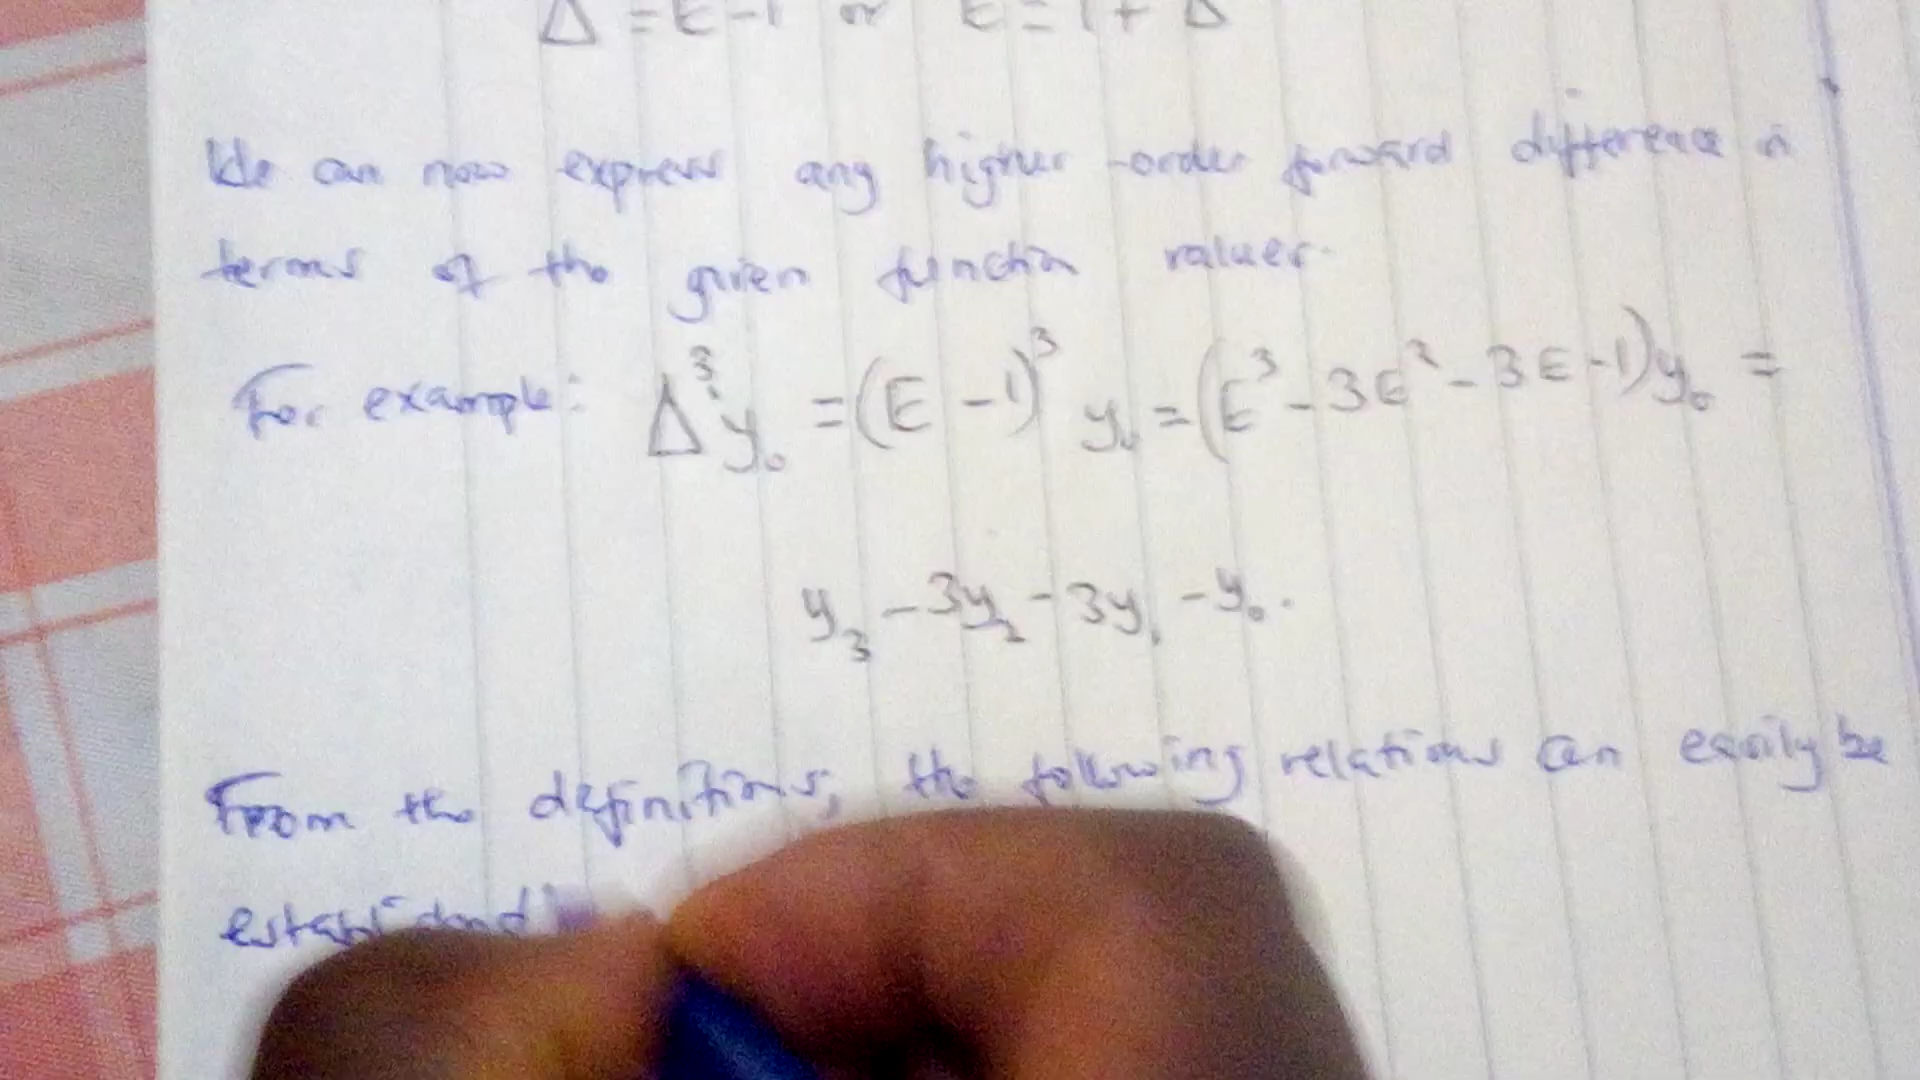 Δ = E - 1 or E = 1 + Δ
We can now express any higher-order forward difference in
terms of the given function values.
For example: Δ³y₀ = (E - 1)³ y₀ = (E³ - 3E² - 3E - 1)y₀ =
y₃ - 3y₂ - 3y₁ - y₀.
From the definitions, the following relations can easily be